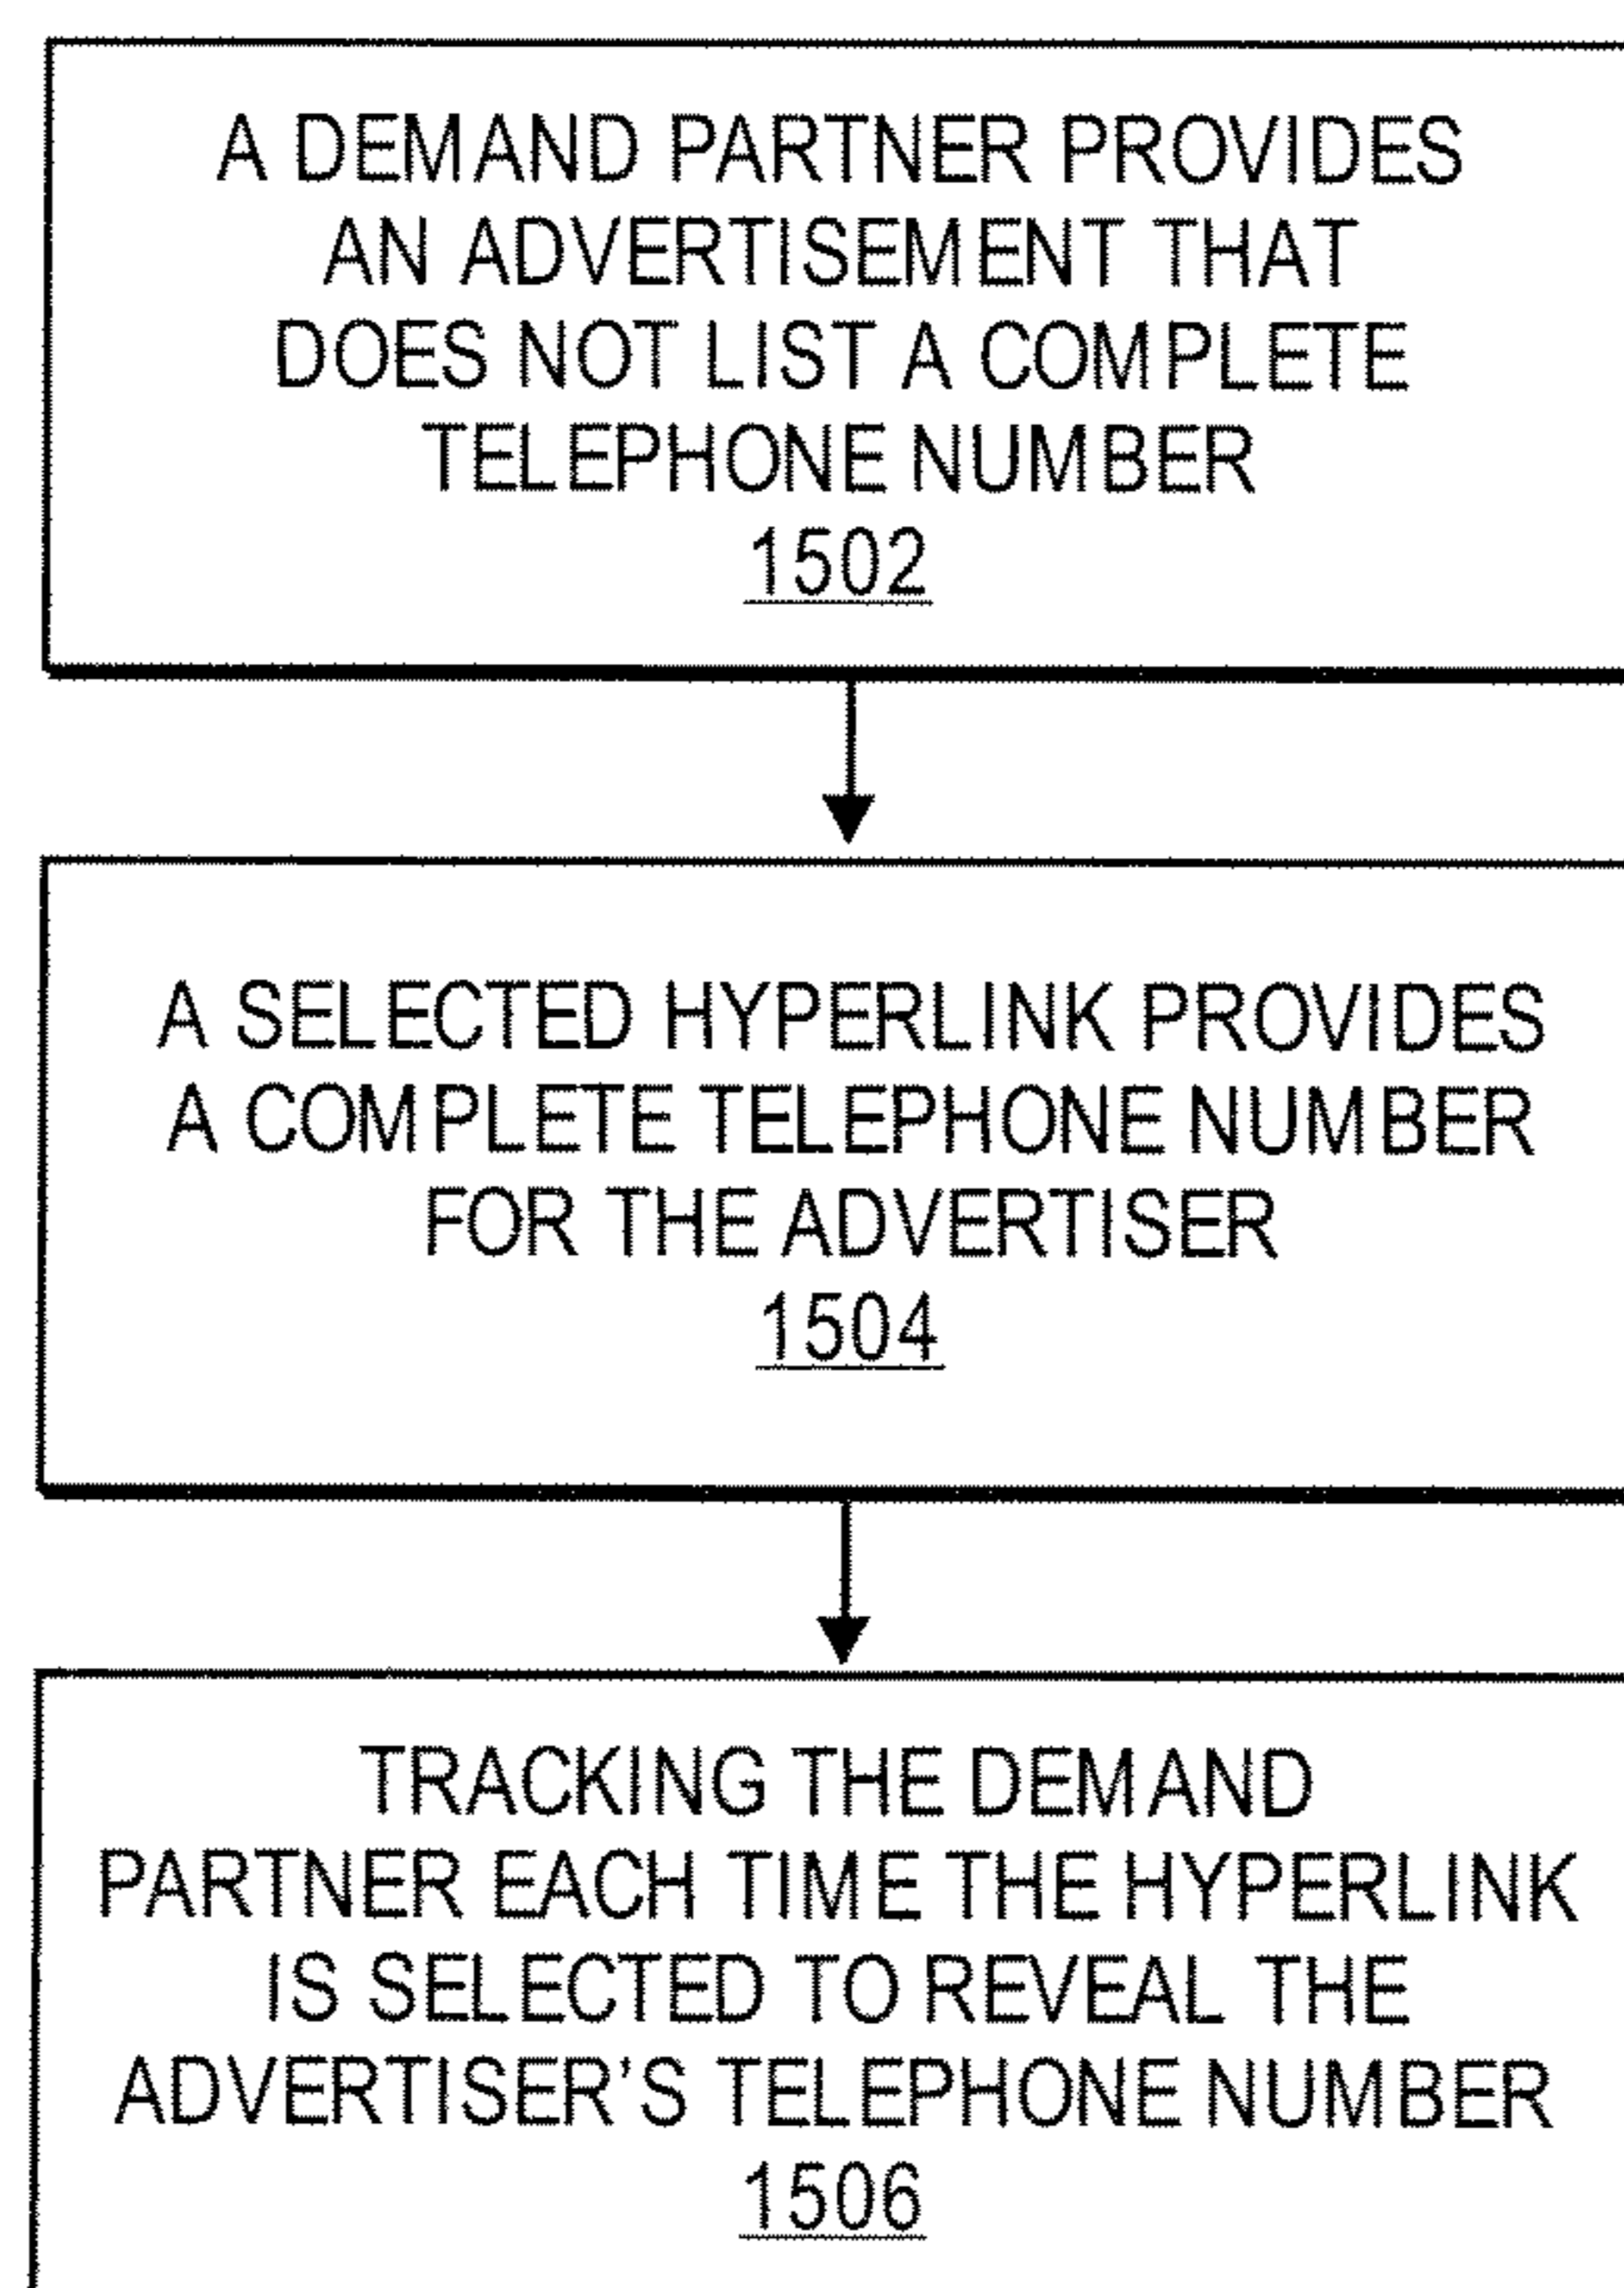 A DEMAND PARTNER PROVIDES
AN ADVERTISEMENT THAT
DOES NOT LIST A COMPLETE
TELEPHONE NUMBER
1502
A SELECTED HYPERLINK PROVIDES
A COMPLETE TELEPHONE NUMBER
FOR THE ADVERTISER
1504
TRACKING THE DEMAND
PARTNER EACH TIME THE HYPERLINK
IS SELECTED TO REVEAL THE
ADVERTISER'S TELEPHONE NUMBER
1506